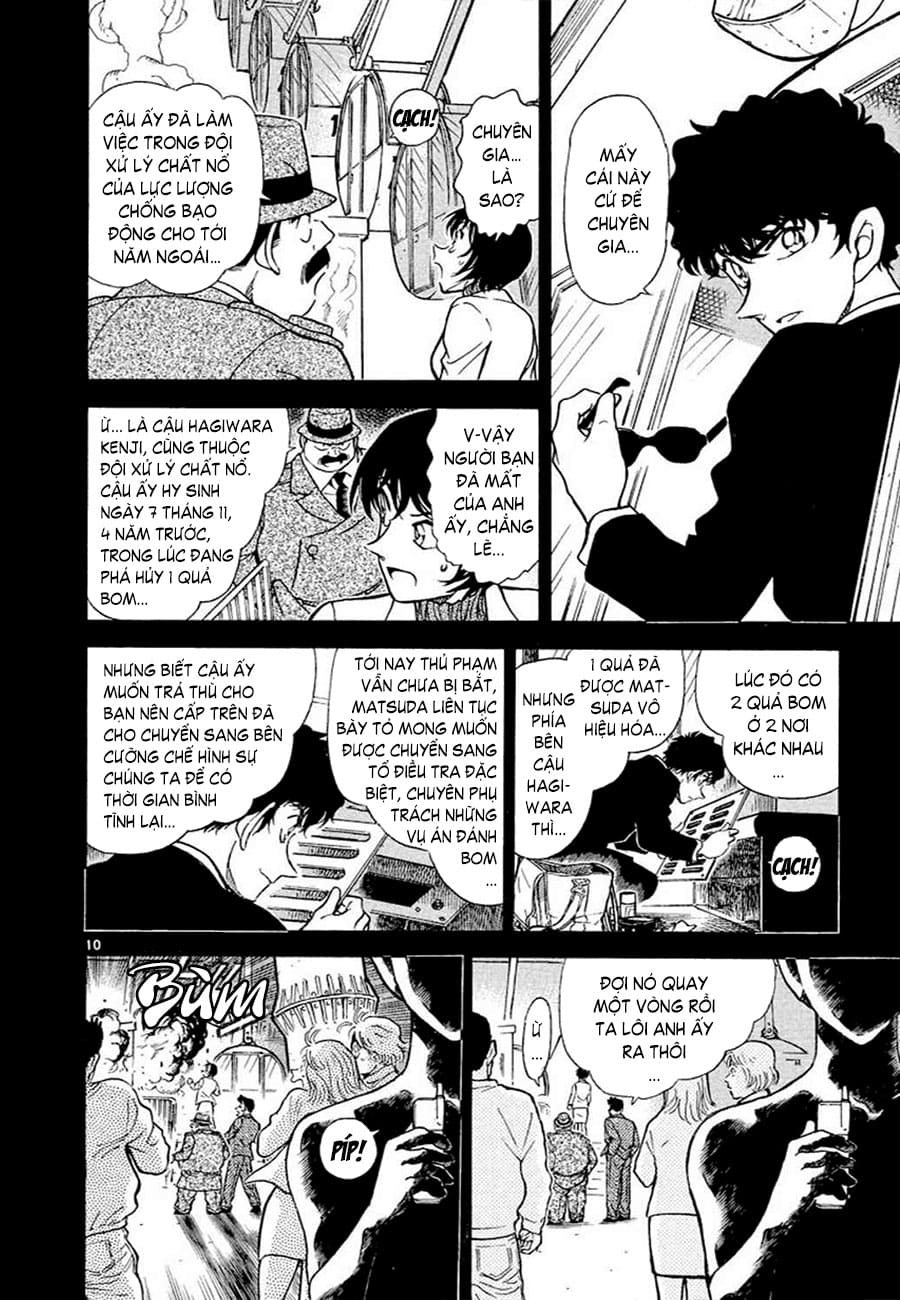 MẤY
CÁI NÀY
CỨ ĐỂ
CHUYÊN
GIA...
CẠCH!
CHUYÊN
GIA...
LÀ
SAO?
1
CẬU ẤY ĐÃ LÀM
VIỆC TRONG ĐỘI
XỬ LÝ CHẤT NỔ
CỦA LỰC LƯỢNG
CHỐNG BẠO
ĐỘNG CHO TỚI
NĂM NGOÁI...
V-VẬY
NGƯỜI BẠN
ĐÃ MẤT
CỦA ANH
ẤY, CHẲNG
LẼ...
Ừ... LÀ CẬU HAGIWARA
KENJI, CŨNG THUỘC
ĐỘI XỬ LÝ CHẤT NỔ.
CẬU ẤY HY SINH
NGÀY 7 THÁNG 11,
4 NĂM TRƯỚC,
TRONG LÚC ĐANG
PHÁ HỦY 1 QUẢ
BOM...
LÚC ĐÓ CÓ
2 QUẢ BOM
Ở 2 NƠI
KHÁC NHAU
...
1 QUẢ ĐÃ
ĐƯỢC MAT-
SUDA VÔ
HIỆU HÓA...
NHƯNG
PHÍA
BÊN
CẬU
HAGI-
WARA
THÌ...
CẠCH!
TỚI NAY THỦ PHẠM
VẪN CHƯA BỊ BẮT,
MATSUDA LIÊN TỤC
BÀY TỎ MONG MUỐN
ĐƯỢC CHUYỂN SANG
TỔ ĐIỀU TRA ĐẶC
BIỆT, CHUYÊN PHỤ
TRÁCH NHỮNG
VỤ ÁN ĐÁNH
BOM
...
NHƯNG BIẾT CẬU ẤY
MUỐN TRẢ THÙ CHO
BẠN NÊN CẤP TRÊN ĐÃ
CHO CHUYỂN SANG BÊN
CƯỠNG CHẾ HÌNH SỰ
CHÚNG TA ĐỂ CÓ
THỜI GIAN BÌNH
TĨNH LẠI...
10
ĐỢI NÓ QUAY
MỘT VÒNG RỒI
TA LÔI ANH ẤY
RA THÔI
...
Ừ
...
PÍP!
BÙM